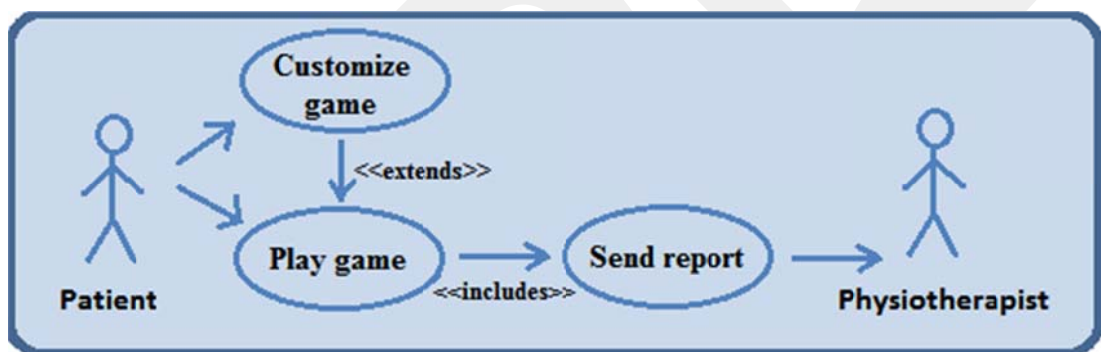 Customize
game
<<extends>>
Play game
<<includes>>
Send report
Patient
Physiotherapist